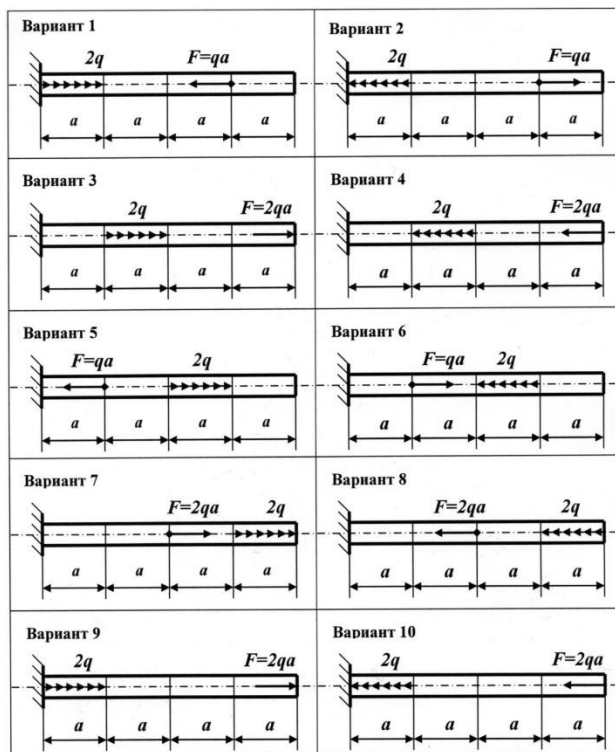 Вариант 1
2q F=qa
a a a a
Вариант 2
2q F=qa
a a a a
Вариант 3
2q F=2qa
a a a a
Вариант 4
2q F=2qa
a a a a
Вариант 5
F=qa 2q
a a a a
Вариант 6
F=qa 2q
a a a a
Вариант 7
F=2qa 2q
a a a a
Вариант 8
F=2qa 2q
a a a a
Вариант 9
2q F=2qa
a a a a
Вариант 10
2q F=2qa
a a a a